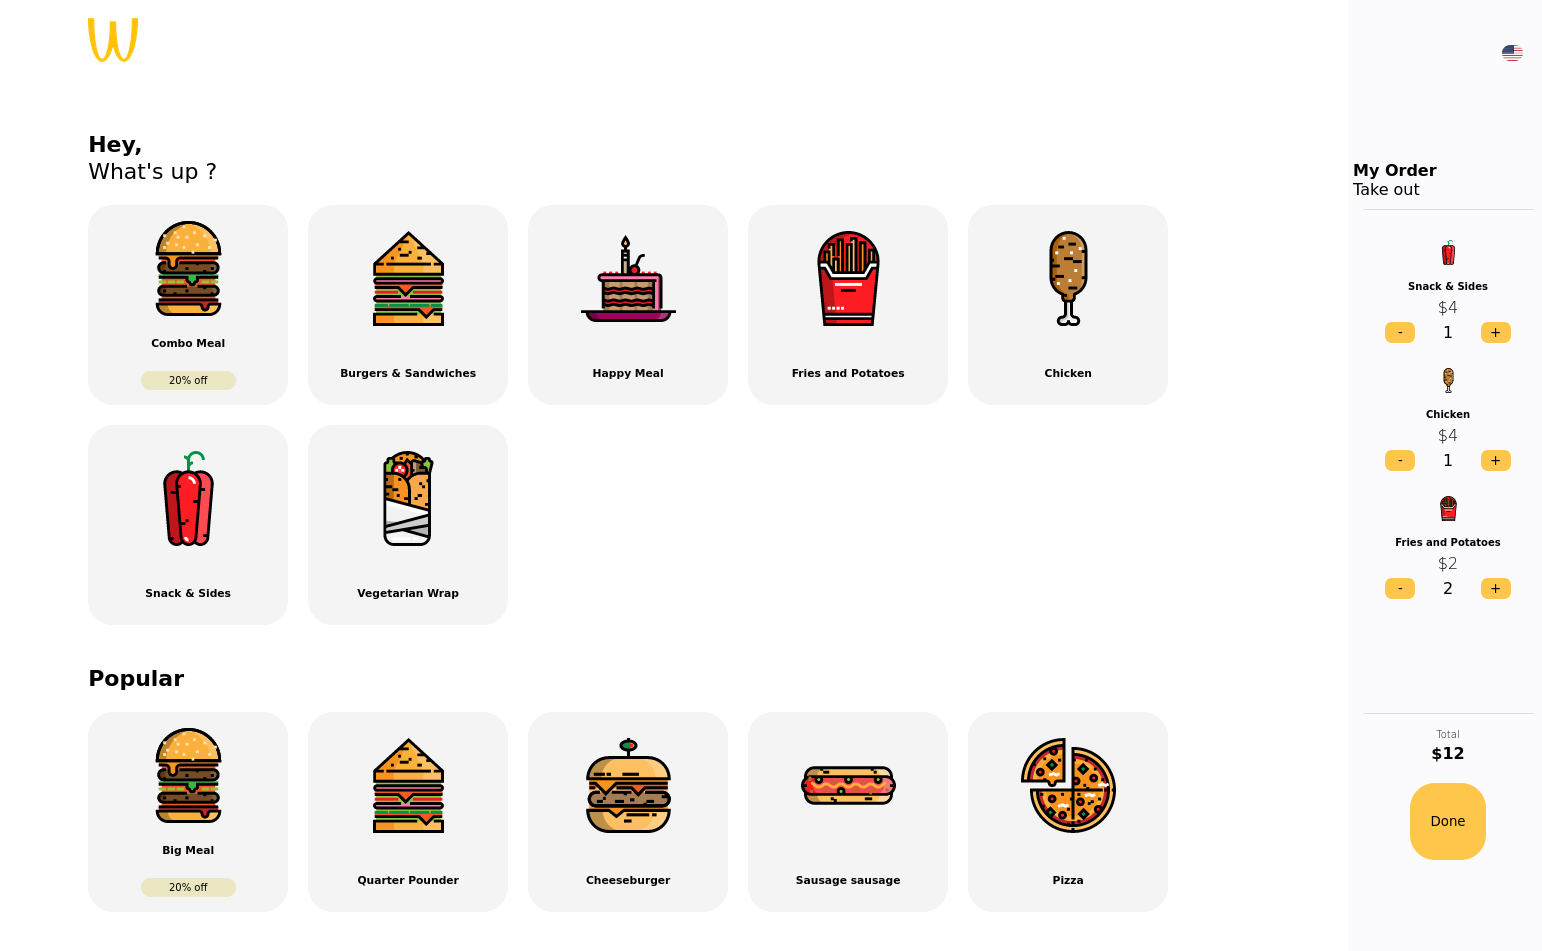 Hey,
What's up ?
Combo Meal
20% off
Burgers & Sandwiches
Happy Meal
Fries and Potatoes
Chicken
Snack & Sides
Vegetarian Wrap
Popular
Big Meal
20% off
Quarter Pounder
Cheeseburger
Sausage sausage
Pizza
My Order
Take out
Snack & Sides
$4
- 1 +
Chicken
$4
- 1 +
Fries and Potatoes
$2
- 2 +
Total
$12
Done